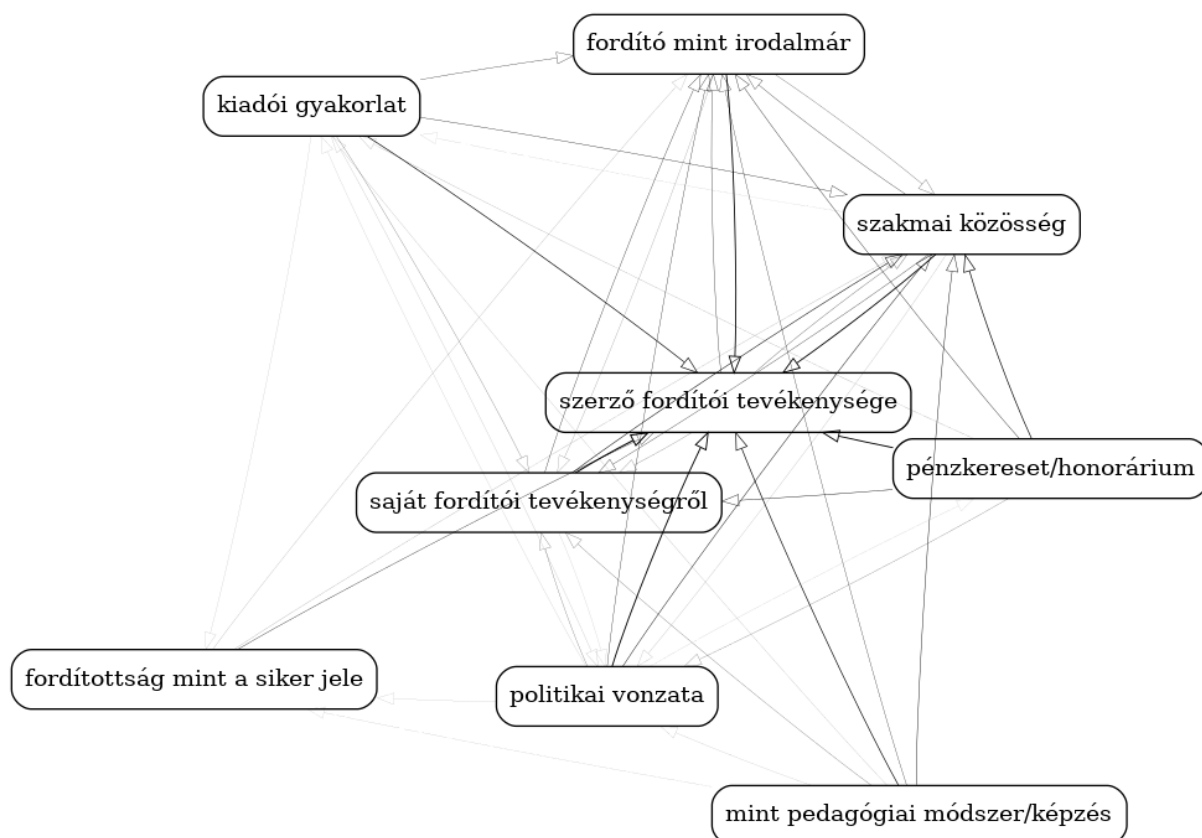 fordító mint irodalmár
kiadói gyakorlat
szakmai közösség
szerző fordítói tevékenysége
pénzkereset/honorárium
saját fordítói tevékenységről
fordítottság mint a siker jele
politikai vonzata
mint pedagógiai módszer/képzés